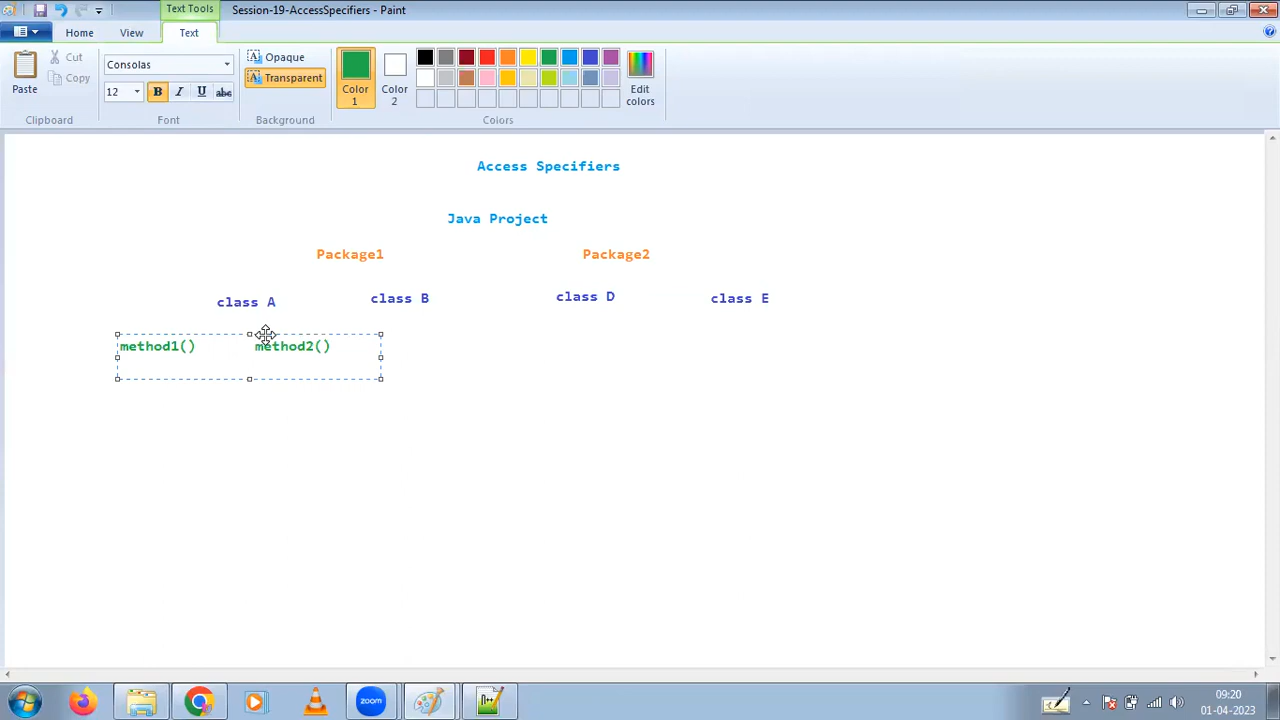 Text Tools
Session-19-AccessSpecifiers - Paint
Home View Text
Paste
Cut
Copy
Clipboard
Consolas
12 B I U abc
Font
Opaque
Transparent
Background
Color 1
Color 2
Edit colors
Colors
Access Specifiers
Java Project
Package1 Package2
class A class B class D class E
method1() method2()
zoom
09:20
01-04-2023